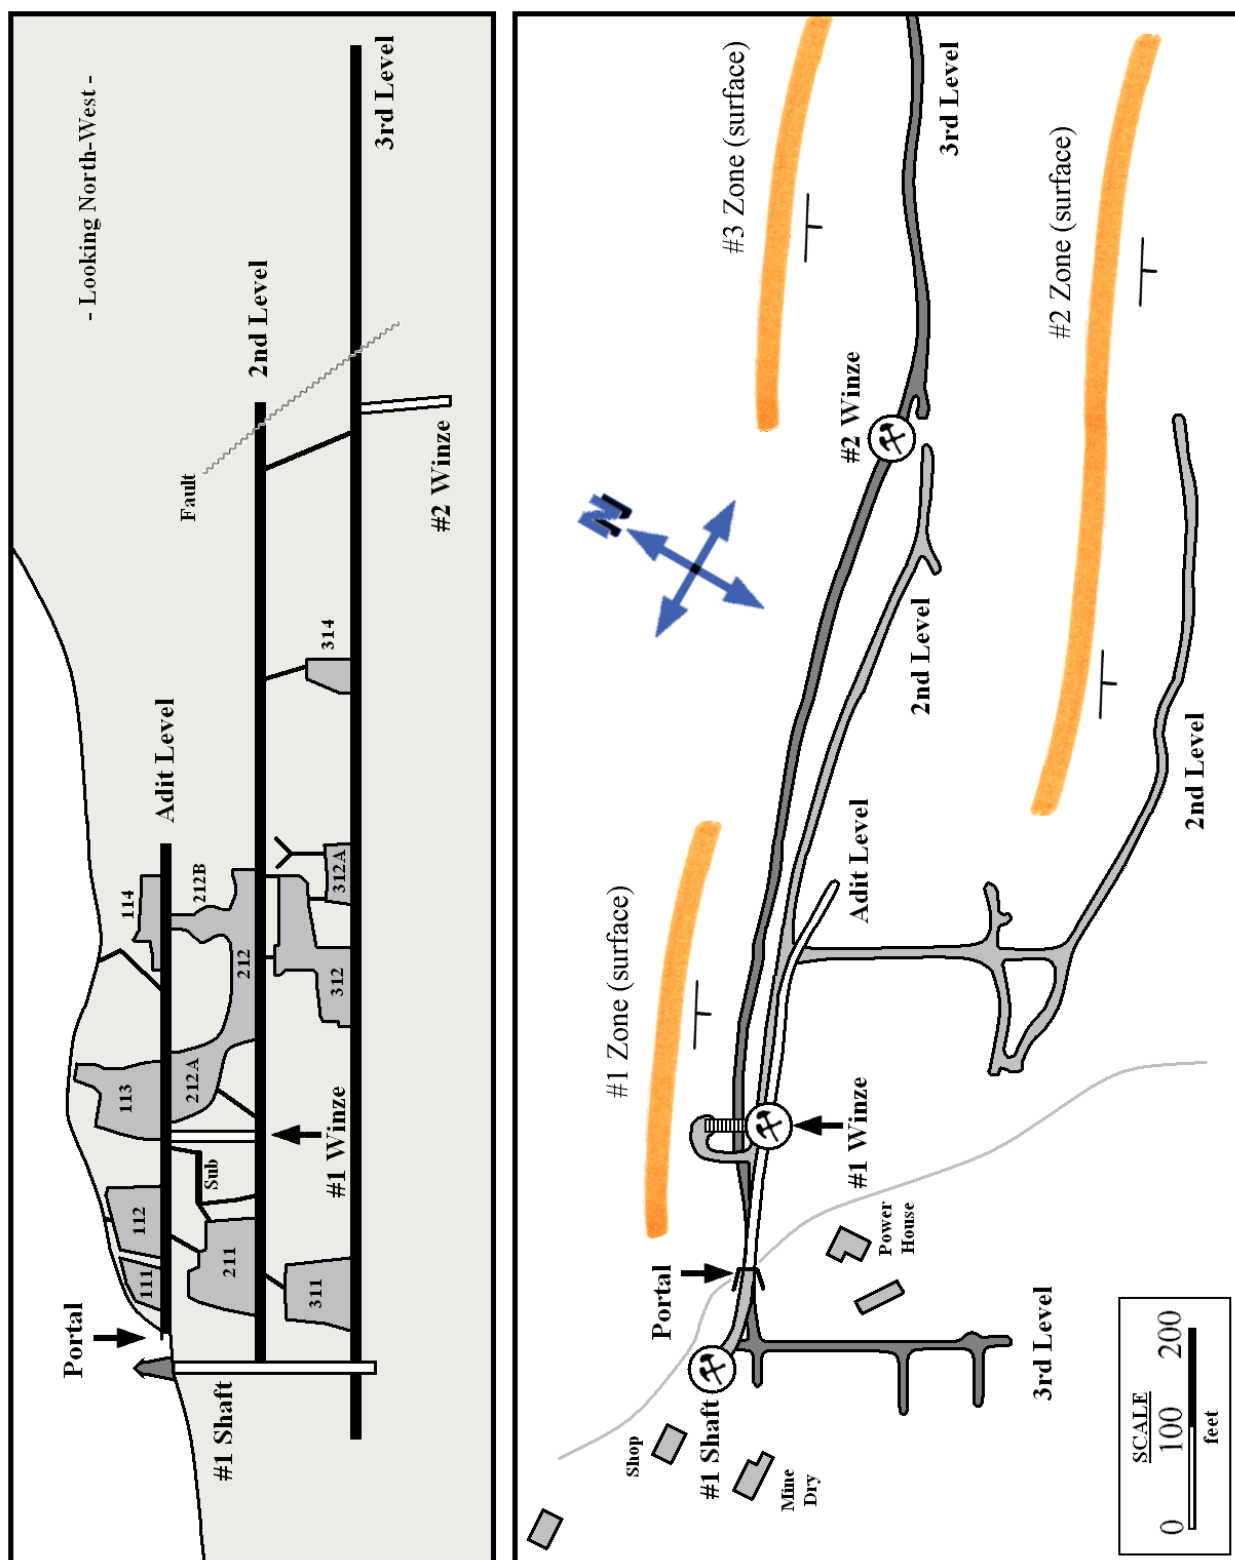 - Looking North-West -
3rd Level
2nd Level
Fault
#2 Winze
314
Adit Level
114
212B
212
312A
312
113
212A
#1 Winze
Sub
112
111
211
311
Portal
#1 Shaft
#3 Zone (surface)
3rd Level
#2 Zone (surface)
#2 Winze
N
2nd Level
2nd Level
Adit Level
#1 Zone (surface)
#1 Winze
Power
House
Portal
3rd Level
#1 Shaft
Shop
Mine
Dry
SCALE
0 100 200
feet